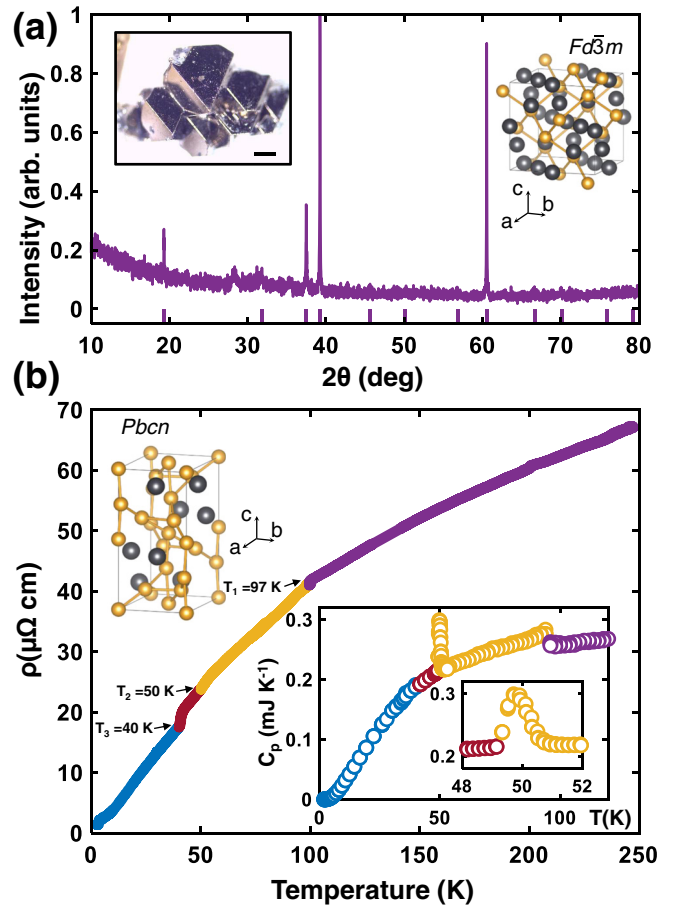 (a)
Intensity (arb. units)
1
0.8
0.6
0.4
0.2
0
Fd3̅m
c
a b
10 20 30 40 50 60 70 80
2θ (deg)
(b)
ρ(μΩ cm)
70
60
50
40
30
20
10
0
Pbcn
c
a b
T1 =97 K
T2 =50 K
T3 =40 K
Cp (mJ K-1)
0.3
0.2
0.1
0
0.3
0.2
48 50 52
0 50 100 T(K)
0 50 100 150 200 250
Temperature (K)